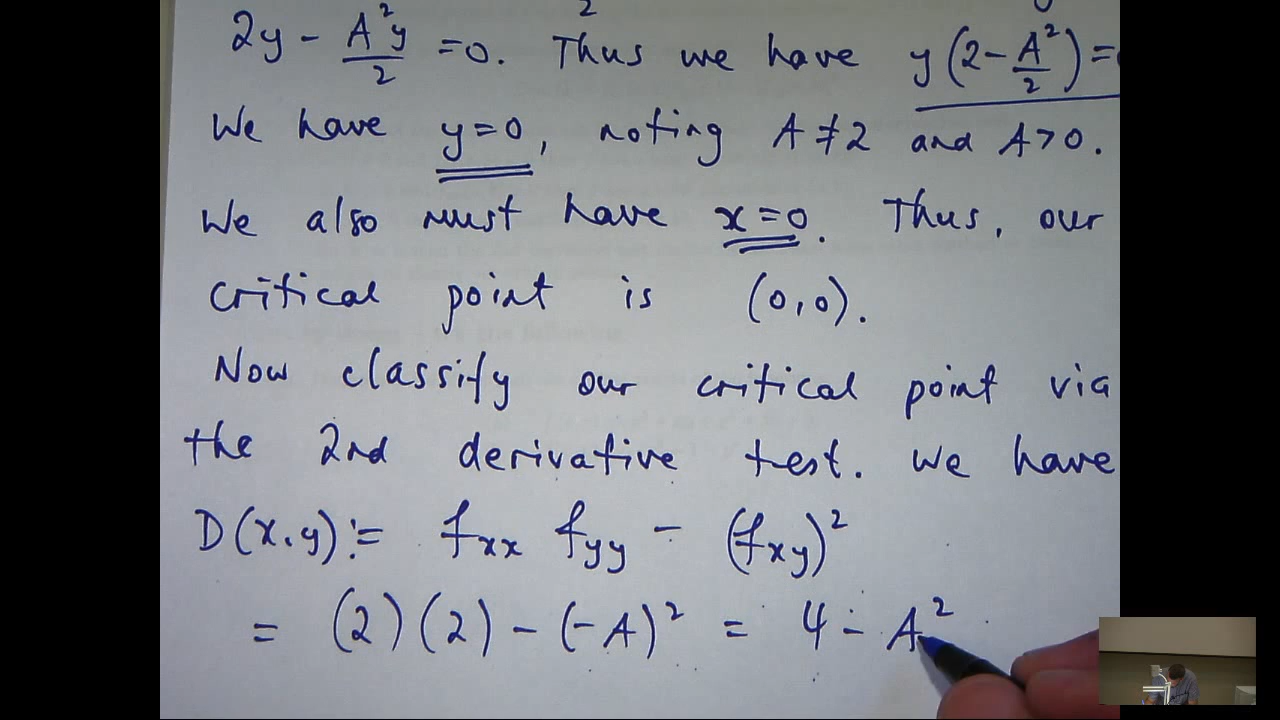 2
2y - A²y/2 = 0. Thus we have y(2 - A²/2) =
We have y=0, noting A≠2 and A>0.
We also must have x=0. Thus, our
critical point is (0,0).
Now classify our critical point via
the 2nd derivative test. We have
D(x,y) := fxx fyy - (fxy)²
= (2)(2) - (-A)² = 4 - A²